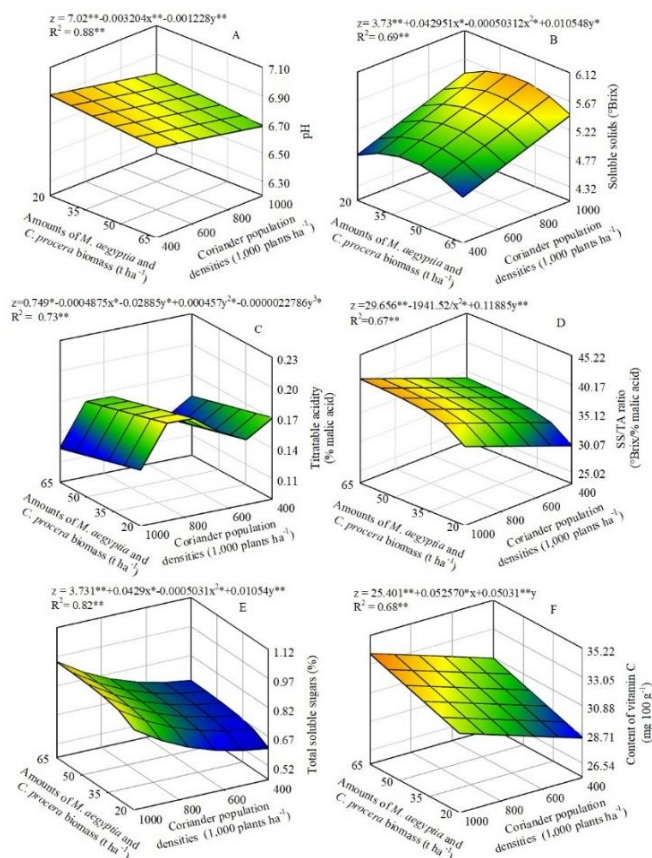 z = 7.02**-0.003204x**-0.001228y**
R² = 0.88**
A
7.10
6.90
6.70
6.50
6.30
pH
20
35
50
65
400
600
800
1000
Amounts of M. aegyptia and
C. procera biomass (t ha⁻¹)
Coriander population
densities (1,000 plants ha⁻¹)
z= 3.73**+0.042951x*-0.00050312x²*+0.010548y*
R² = 0.69**
B
6.12
5.67
5.22
4.77
4.32
Soluble solids (°Brix)
20
35
50
65
400
600
800
1000
Amounts of M. aegyptia and
C. procera biomass (t ha⁻¹)
Coriander population
densities (1,000 plants ha⁻¹)
z=0.749*-0.0004875x*-0.02885y*+0.000457y²*-0.0000022786y³*
R² = 0.73**
C
0.23
0.20
0.17
0.14
0.11
Titratable acidity
(% malic acid)
65
50
35
20
1000
800
600
400
Amounts of M. aegyptia and
C. procera biomass (t ha⁻¹)
Coriander population
densities (1,000 plants ha⁻¹)
z=29.656**-1941.52/x²*+0.11885y**
R²=0.67**
D
45.22
40.17
35.12
30.07
25.02
SS/TA ratio
(°Brix/% malic acid)
65
50
35
20
1000
800
600
400
Amounts of M. aegyptia and
C. procera biomass (t ha⁻¹)
Coriander population
densities (1,000 plants ha⁻¹)
z = 3.731**+0.0429x*-0.0005031x²*+0.01054y**
R²= 0.82**
E
1.12
0.97
0.82
0.67
0.52
Total soluble sugars (%)
65
50
35
20
1000
800
600
400
Amounts of M. aegyptia and
C. procera biomass (t ha⁻¹)
Coriander population
densities (1,000 plants ha⁻¹)
z = 25.401**+0.052570*x+0.05031**y
R² = 0.68**
F
35.22
33.05
30.88
28.71
26.54
Content of vitamin C
(mg 100 g⁻¹)
65
50
35
20
1000
800
600
400
Amounts of M. aegyptia and
C. procera biomass (t ha⁻¹)
Coriander population
densities (1,000 plants ha⁻¹)